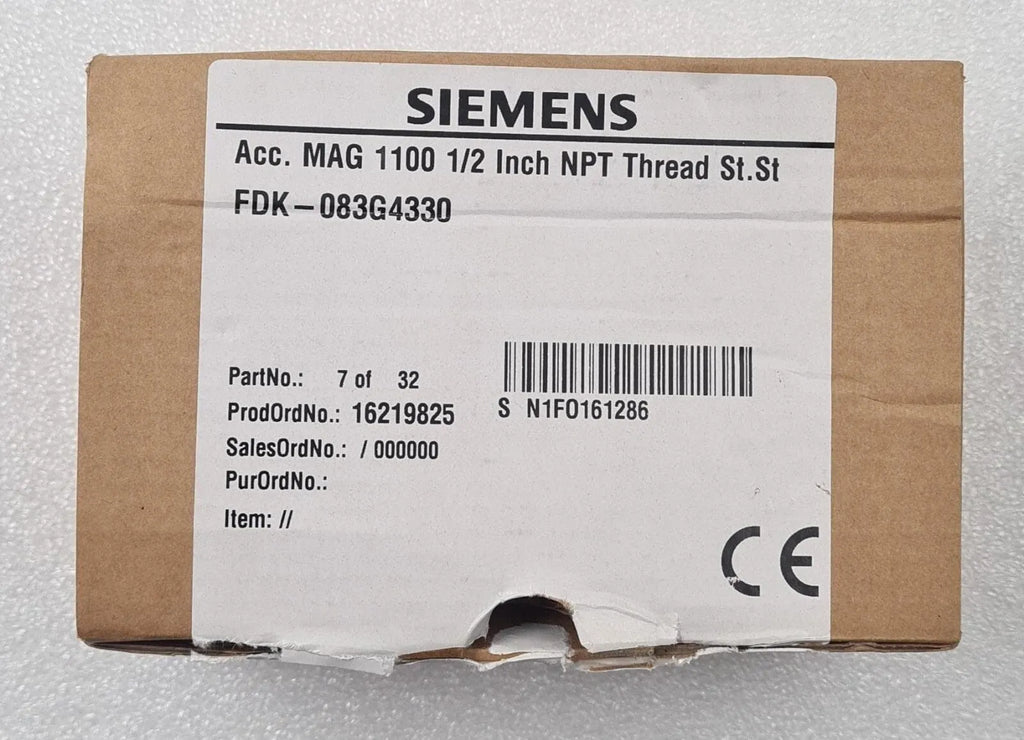 SIEMENS
Acc. MAG 1100 1/2 Inch NPT Thread St.St
FDK-083G4330
PartNo.: 7 of 32
ProdOrdNo.: 16219825
S N1F0161286
SalesOrdNo.: / 000000
PurOrdNo.:
Item: //
CE